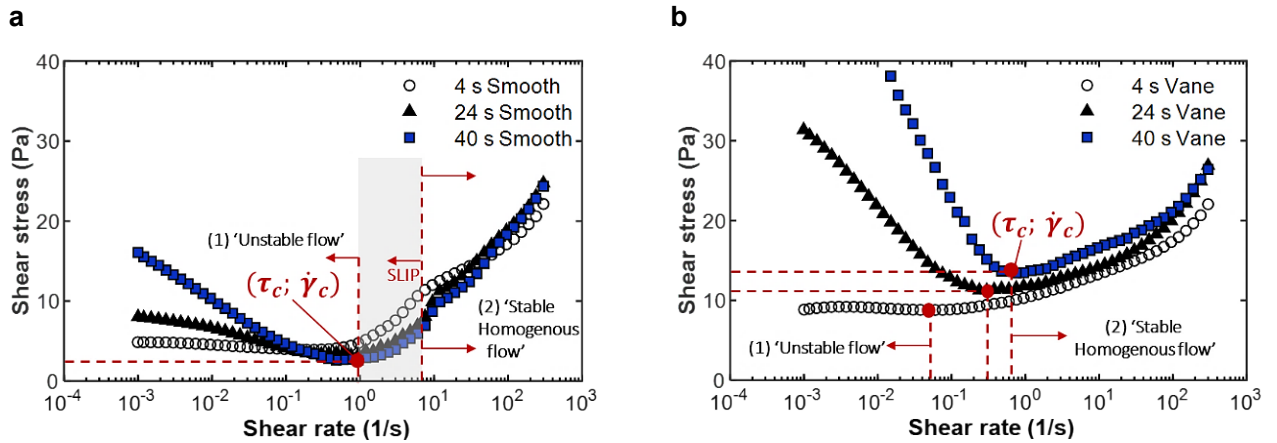 a
40
30
20
10
0
Shear stress (Pa)
4 s Smooth
24 s Smooth
40 s Smooth
(1) 'Unstable flow'
(τc; γ̇c)
SLIP
(2) 'Stable
Homogenous
flow'
10-4 10-3 10-2 10-1 100 101 102 103
Shear rate (1/s)
b
40
30
20
10
0
Shear stress (Pa)
4 s Vane
24 s Vane
40 s Vane
(τc; γ̇c)
(1) 'Unstable flow'
(2) 'Stable
Homogenous flow'
10-4 10-3 10-2 10-1 100 101 102 103
Shear rate (1/s)